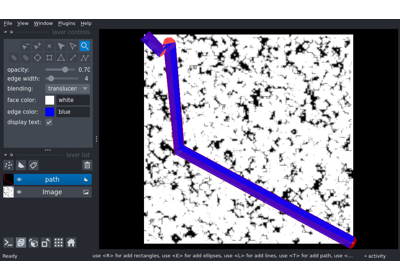 File View Window Plugins Help
layer controls
opacity: 0.70
edge width: 4
blending: translucen
face color: white
edge color: blue
display text:
layer list
path
Image
Ready use <R> for add rectangles, use <E> for add ellipses, use <L> for add lines, use <T> for add path, use <... activity